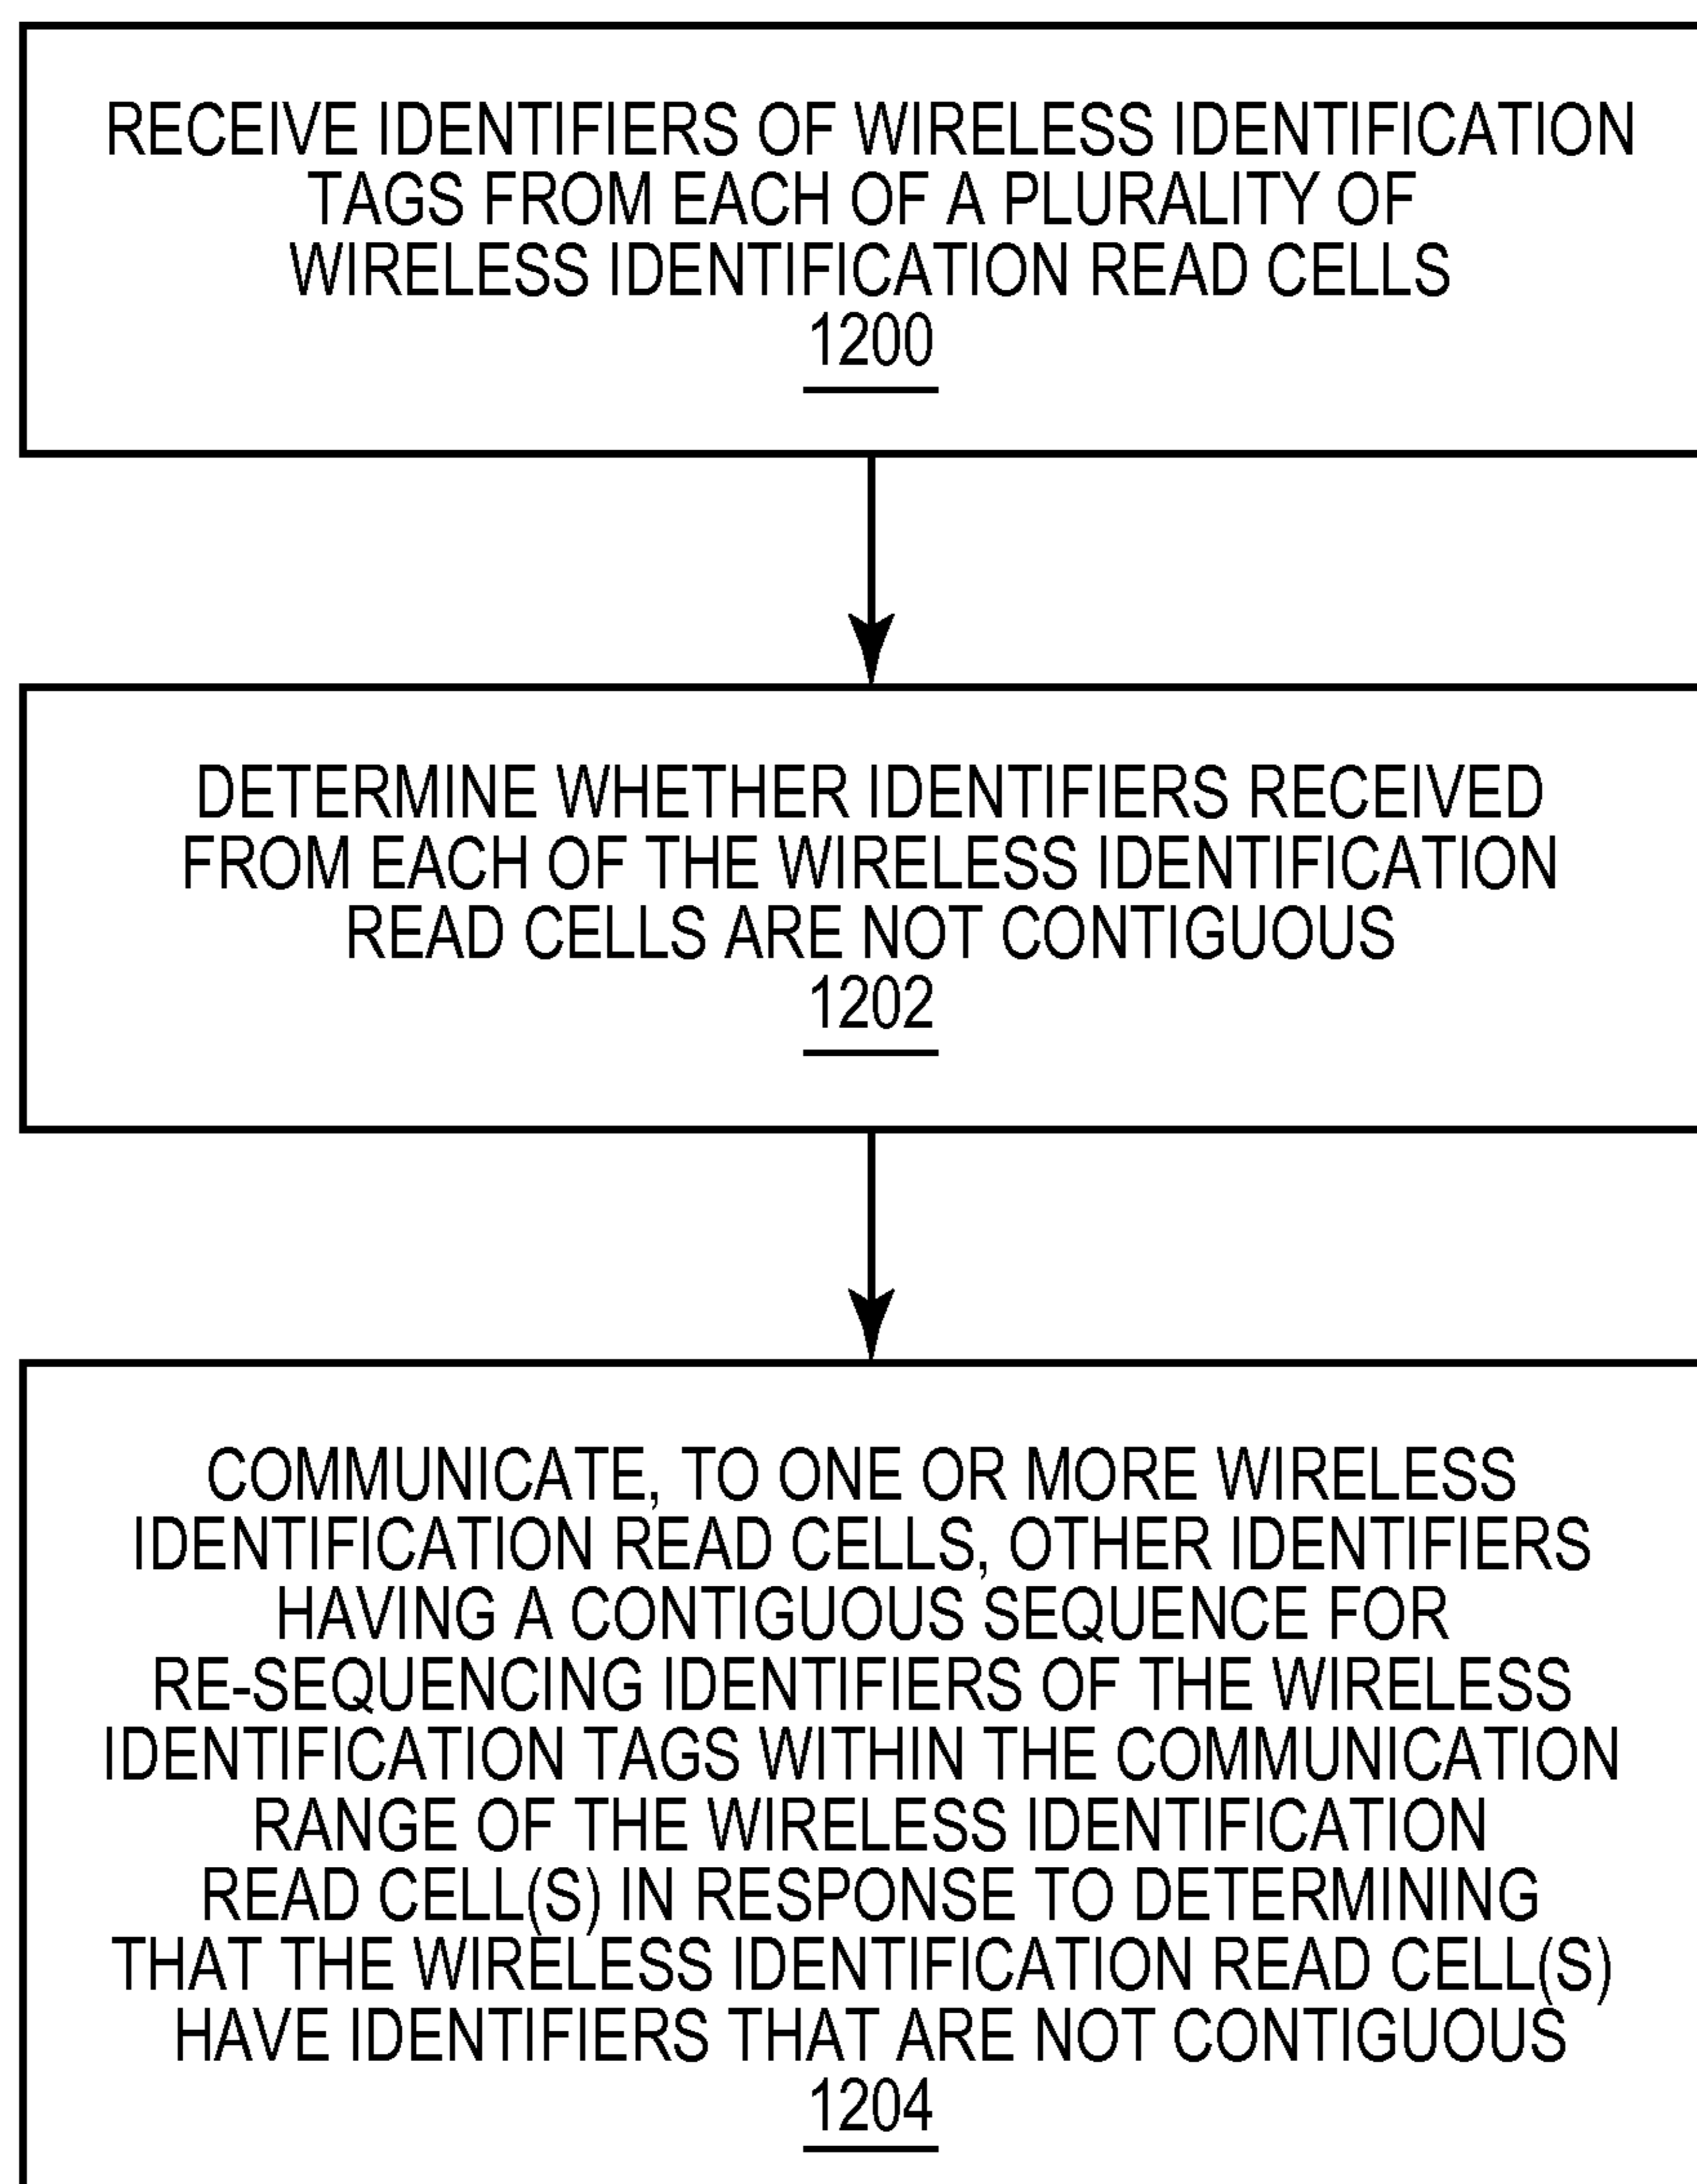 RECEIVE IDENTIFIERS OF WIRELESS IDENTIFICATION
TAGS FROM EACH OF A PLURALITY OF
WIRELESS IDENTIFICATION READ CELLS
1200
DETERMINE WHETHER IDENTIFIERS RECEIVED
FROM EACH OF THE WIRELESS IDENTIFICATION
READ CELLS ARE NOT CONTIGUOUS
1202
COMMUNICATE, TO ONE OR MORE WIRELESS
IDENTIFICATION READ CELLS, OTHER IDENTIFIERS
HAVING A CONTIGUOUS SEQUENCE FOR
RE-SEQUENCING IDENTIFIERS OF THE WIRELESS
IDENTIFICATION TAGS WITHIN THE COMMUNICATION
RANGE OF THE WIRELESS IDENTIFICATION
READ CELL(S) IN RESPONSE TO DETERMINING
THAT THE WIRELESS IDENTIFICATION READ CELL(S)
HAVE IDENTIFIERS THAT ARE NOT CONTIGUOUS
1204